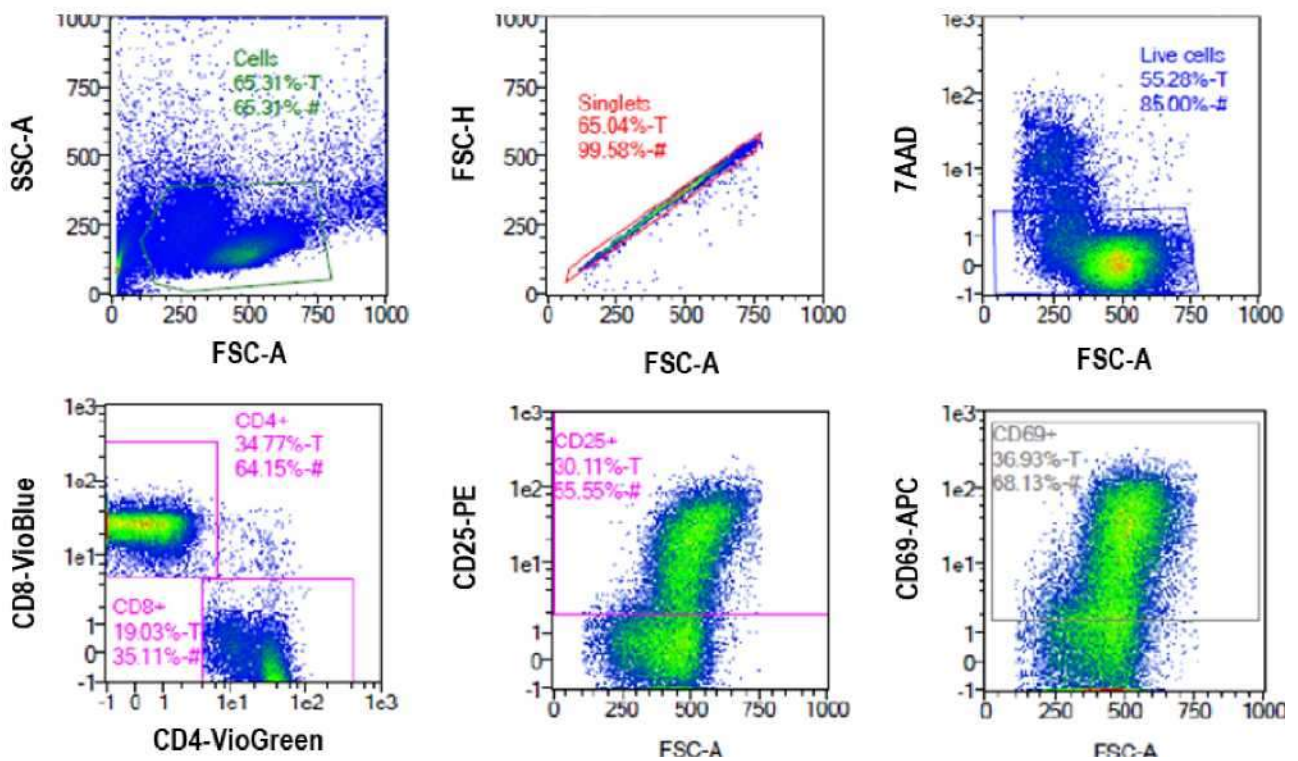 1000
750
500
250
0
SSC-A
Cells
65.31%-T
65.31%-#
0 250 500 750 1000
FSC-A
1000
750
500
250
0
FSC-H
Singlets
65.04%-T
99.58%-#
0 250 500 750 1000
FSC-A
1e3
1e2
1e1
1
0
-1
7AAD
Live cells
55.28%-T
85.00%-#
0 250 500 750 1000
FSC-A
1e3
1e2
1e1
1
0
-1
CD8-VioBlue
CD4+
34.77%-T
64.15%-#
CD8+
19.03%-T
35.11%-#
-1 0 1 1e1 1e2 1e3
CD4-VioGreen
1e3
1e2
1e1
1
0
-1
CD25-PE
CD25+
30.11%-T
55.55%-#
0 250 500 750 1000
FSC-A
1e3
1e2
1e1
1
0
-1
CD69-APC
CD69+
36.93%-T
68.13%-#
0 250 500 750 1000
FSC-A